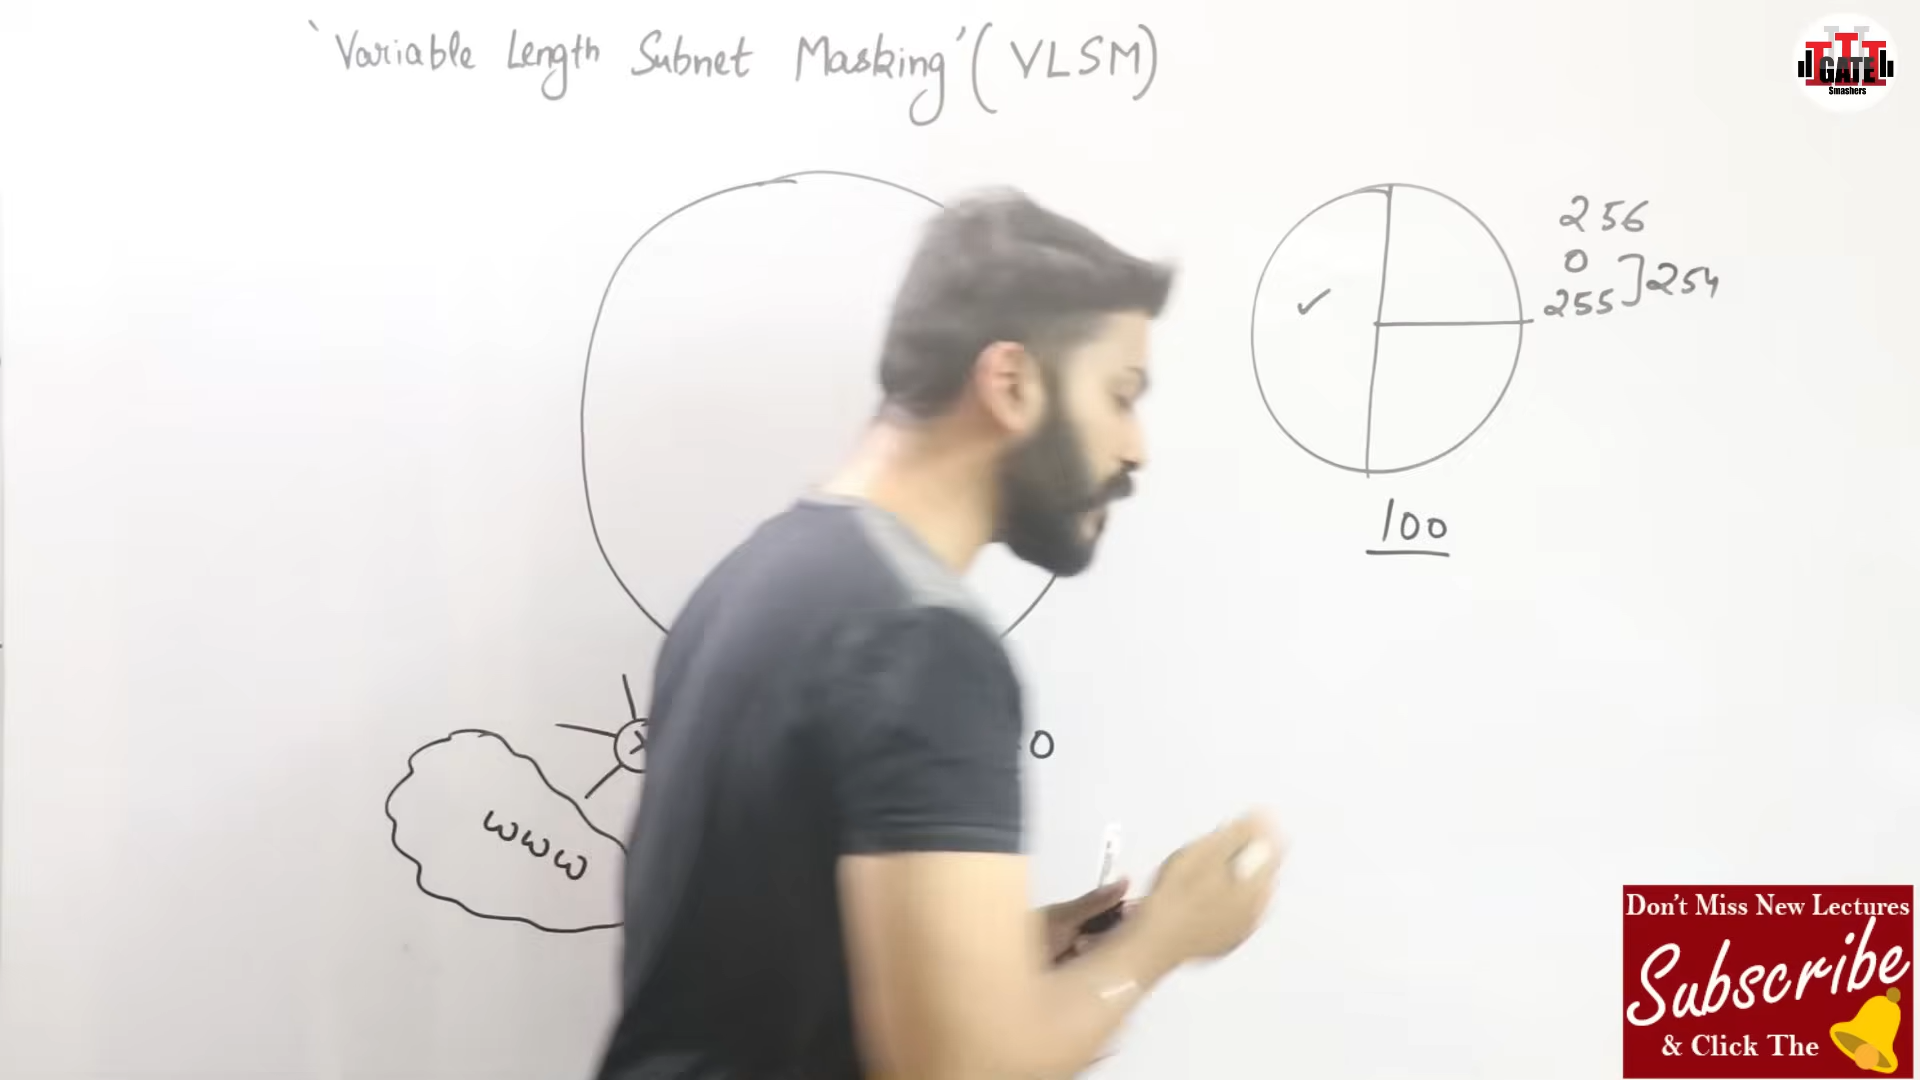 'Variable Length Subnet Masking' (VLSM)
GATE
Smashers
256
0
255 ] 254
✓
100
X
0
www
Don't Miss New Lectures
Subscribe
& Click The